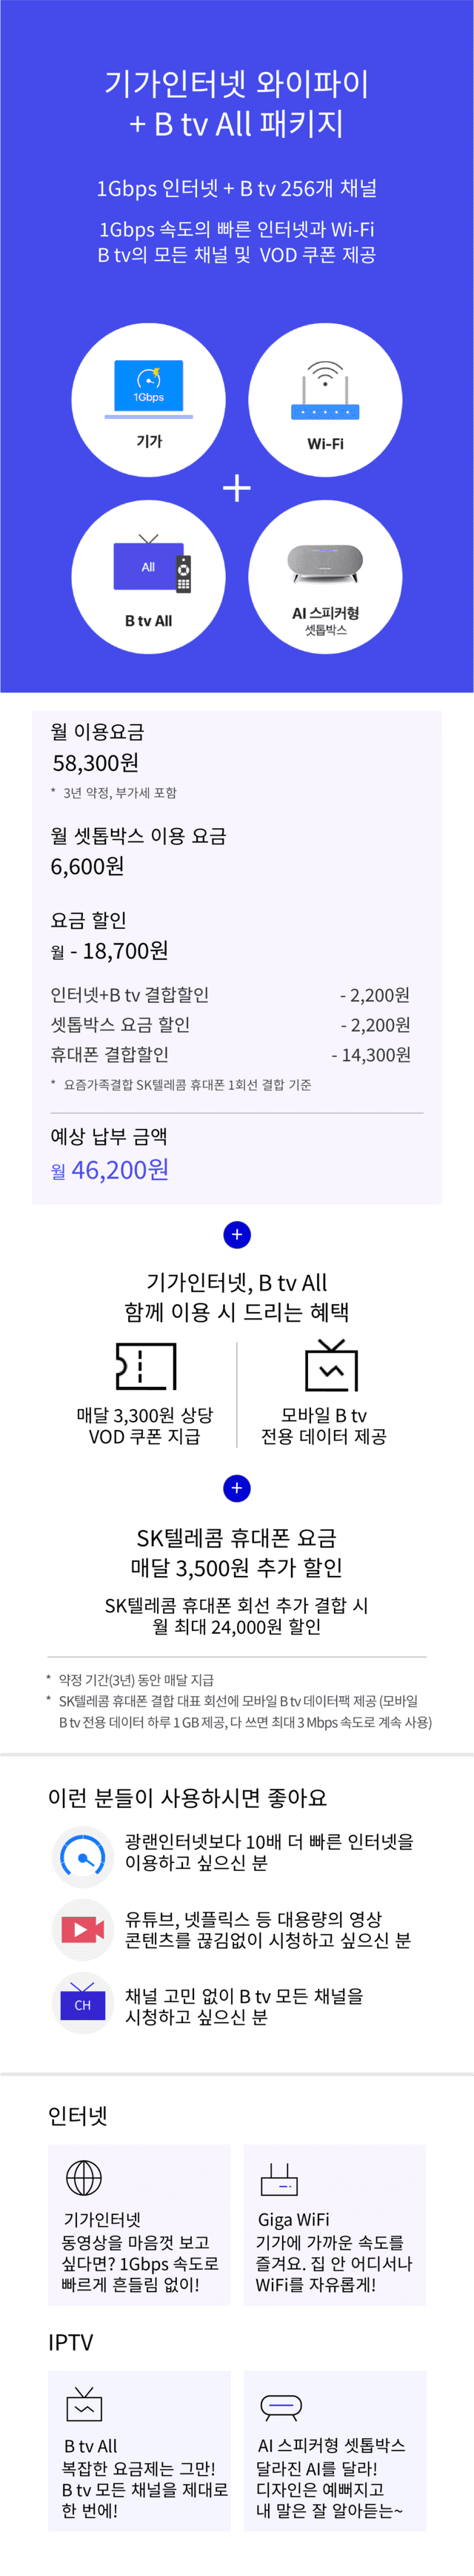 기가인터넷 와이파이
+ B tv All 패키지
1Gbps 인터넷 + B tv 256개 채널
1Gbps 속도의 빠른 인터넷과 Wi-Fi
B tv의 모든 채널 및 VOD 쿠폰 제공
1Gbps
기가
Wi-Fi
+
All
B tv All
AI 스피커형
셋톱박스
월 이용요금
58,300원
* 3년 약정, 부가세 포함
월 셋톱박스 이용 요금
6,600원
요금 할인
월 - 18,700원
인터넷+B tv 결합할인 - 2,200원
셋톱박스 요금 할인 - 2,200원
휴대폰 결합할인 - 14,300원
* 요즘가족결합 SK텔레콤 휴대폰 1회선 결합 기준
예상 납부 금액
월 46,200원
+
기가인터넷, B tv All
함께 이용 시 드리는 혜택
매달 3,300원 상당
VOD 쿠폰 지급
모바일 B tv
전용 데이터 제공
+
SK텔레콤 휴대폰 요금
매달 3,500원 추가 할인
SK텔레콤 휴대폰 회선 추가 결합 시
월 최대 24,000원 할인
* 약정 기간(3년) 동안 매달 지급
* SK텔레콤 휴대폰 결합 대표 회선에 모바일 B tv 데이터팩 제공 (모바일
B tv 전용 데이터 하루 1 GB 제공, 다 쓰면 최대 3 Mbps 속도로 계속 사용)
이런 분들이 사용하시면 좋아요
광랜인터넷보다 10배 더 빠른 인터넷을
이용하고 싶으신 분
유튜브, 넷플릭스 등 대용량의 영상
콘텐츠를 끊김없이 시청하고 싶으신 분
CH
채널 고민 없이 B tv 모든 채널을
시청하고 싶으신 분
인터넷
기가인터넷
동영상을 마음껏 보고
싶다면? 1Gbps 속도로
빠르게 흔들림 없이!
Giga WiFi
기가에 가까운 속도를
즐겨요. 집 안 어디서나
WiFi를 자유롭게!
IPTV
B tv All
복잡한 요금제는 그만!
B tv 모든 채널을 제대로
한 번에!
AI 스피커형 셋톱박스
달라진 AI를 달라!
디자인은 예뻐지고
내 말은 잘 알아듣는~